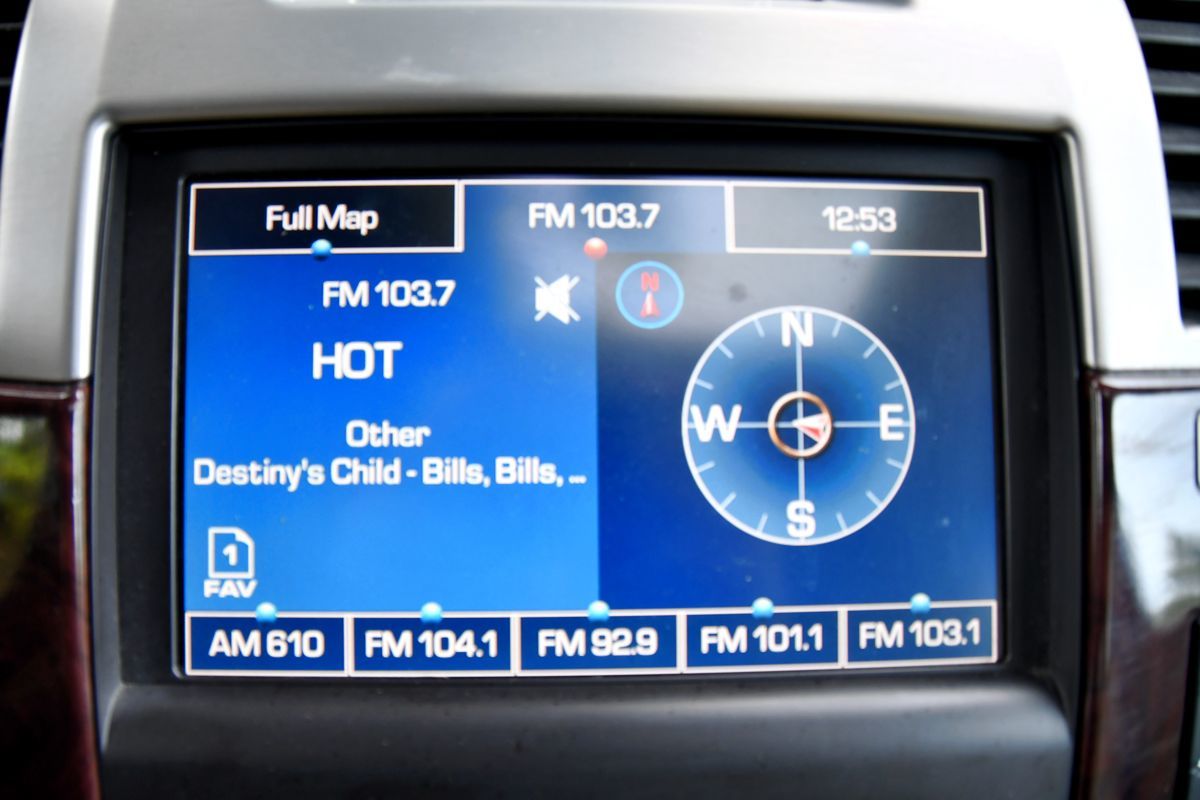 Full Map
FM 103.7
12:53
FM 103.7
HOT
Other
Destiny's Child - Bills, Bills, ...
1
FAV
N
N
W
E
S
AM 610
FM 104.1
FM 92.9
FM 101.1
FM 103.1